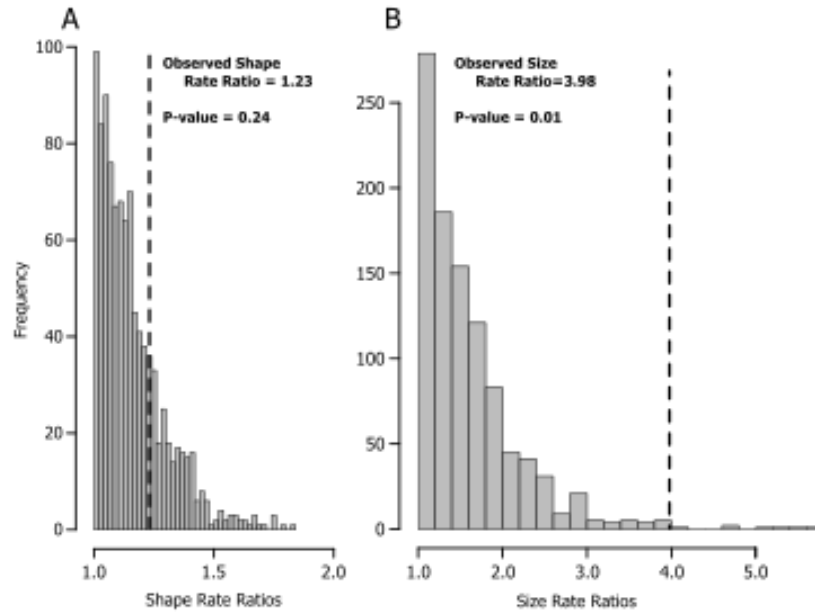 A
Observed Shape
Rate Ratio = 1.23
P-value = 0.24
100
80
60
40
20
0
Frequency
1.0 1.5 2.0
Shape Rate Ratios
B
Observed Size
Rate Ratio=3.98
P-value = 0.01
250
200
150
100
50
0
1.0 2.0 3.0 4.0 5.0
Size Rate Ratios